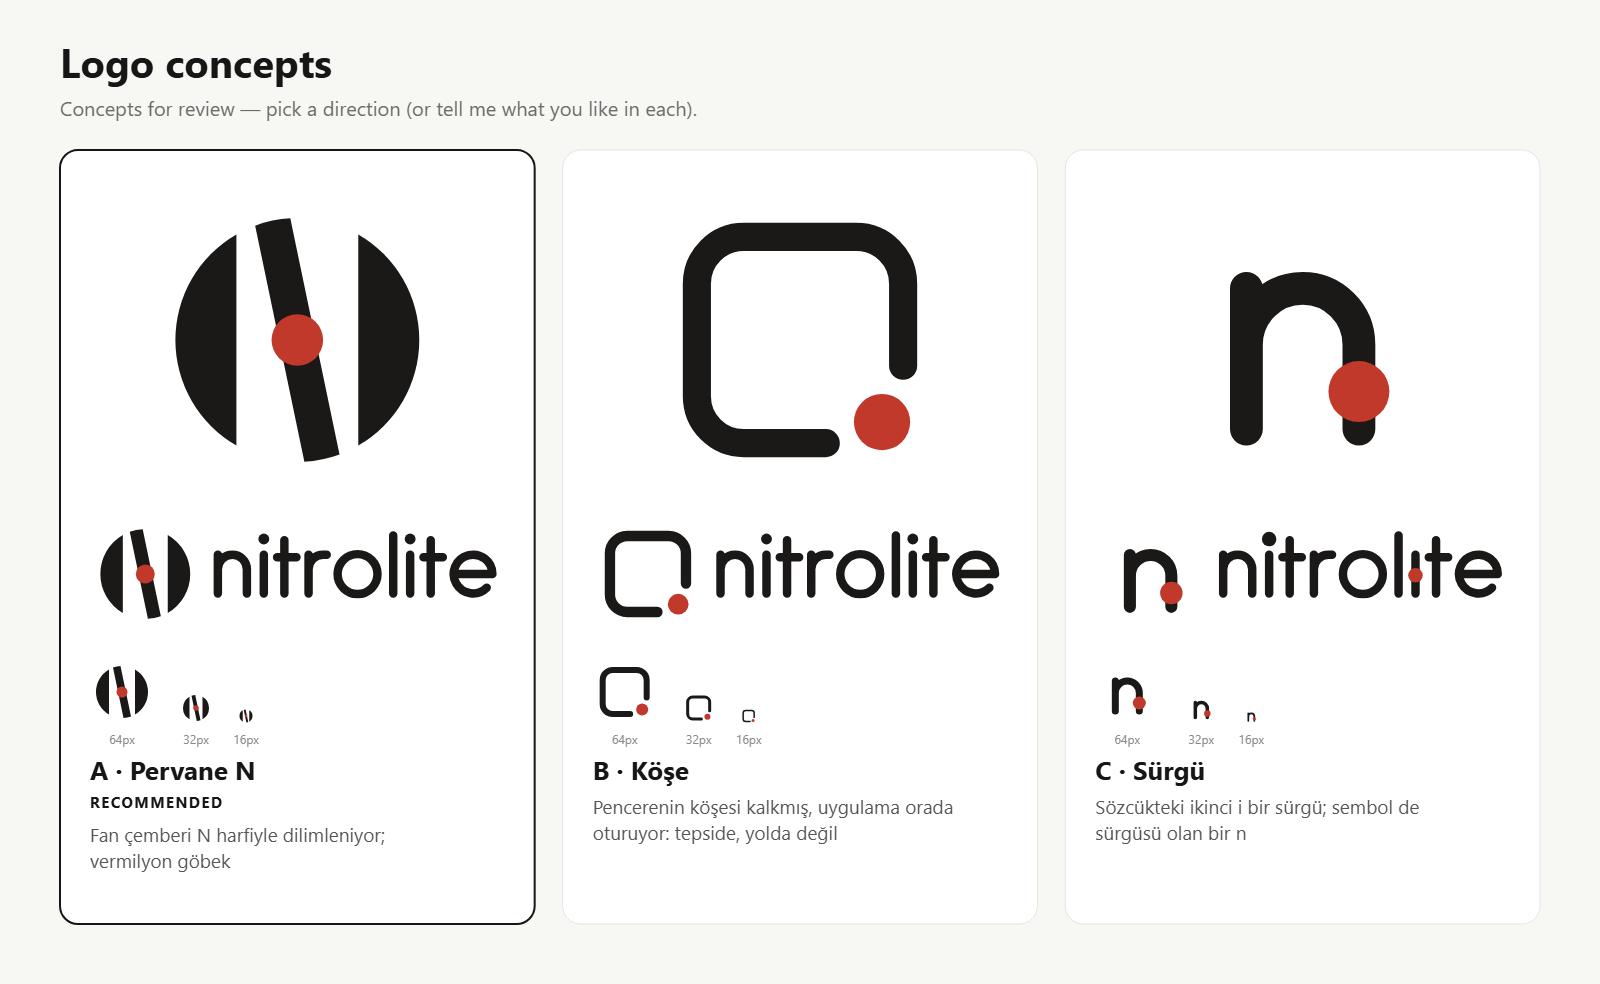 Logo concepts
Concepts for review — pick a direction (or tell me what you like in each).
nitrolite
64px 32px 16px
A · Pervane N
RECOMMENDED
Fan çemberi N harfiyle dilimleniyor;
vermilyon göbek
nitrolite
64px 32px 16px
B · Köşe
Pencerenin köşesi kalkmış, uygulama orada
oturuyor: tepside, yolda değil
n
n nitrolite
n n n
64px 32px 16px
C · Sürgü
Sözcükteki ikinci i bir sürgü; sembol de
sürgüsü olan bir n